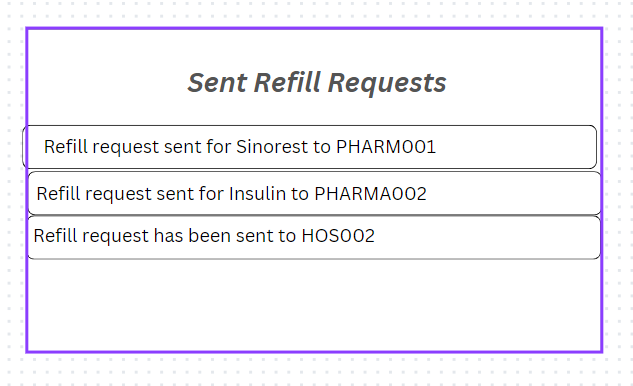 Sent Refill Requests
Refill request sent for Sinorest to PHARM001
Refill request sent for Insulin to PHARMA002
Refill request has been sent to HOS002